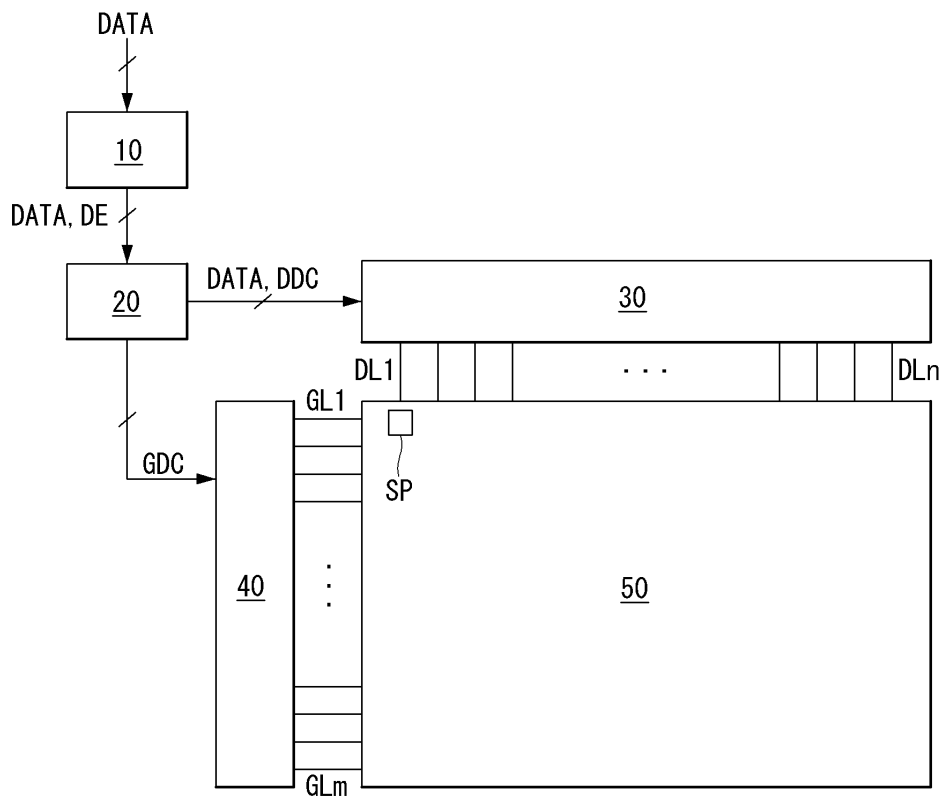 DATA
10
DATA, DE
20
DATA, DDC
30
DL1
. . .
DLn
GL1
SP
GDC
40
50
GLm